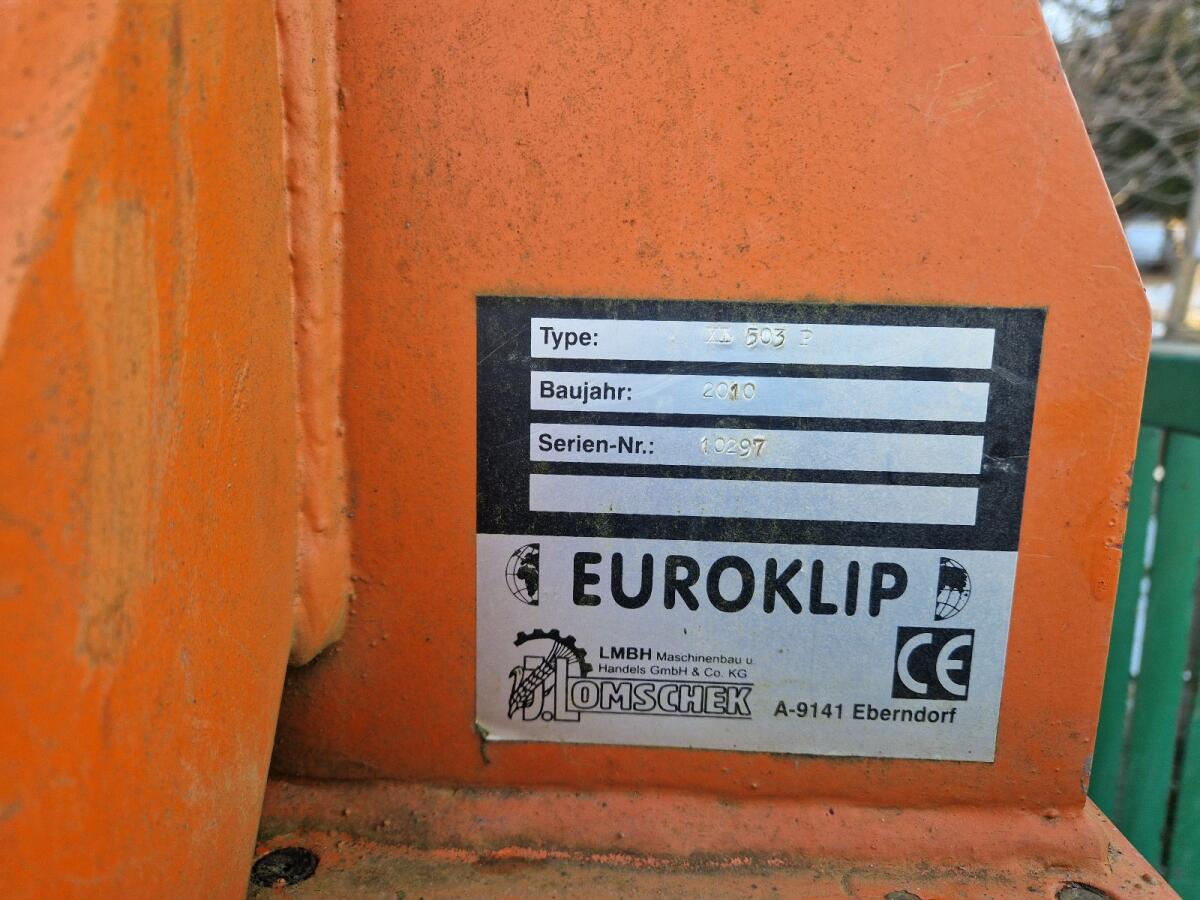 Type: XL 503 P
Baujahr: 2010
Serien-Nr.: 10297
EUROKLIP
LMBH Maschinenbau u.
Handels GmbH & Co. KG
J. LOMSCHEK
CE
A-9141 Eberndorf